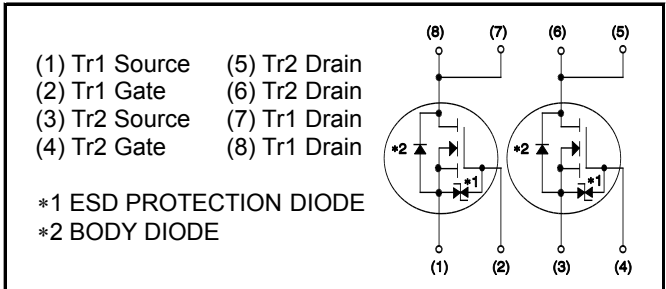 (1) Tr1 Source (5) Tr2 Drain
(2) Tr1 Gate (6) Tr2 Drain
(3) Tr2 Source (7) Tr1 Drain
(4) Tr2 Gate (8) Tr1 Drain
∗1 ESD PROTECTION DIODE
∗2 BODY DIODE
(8) (7) (6) (5)
∗2 ∗1 ∗2 ∗1
(1) (2) (3) (4)